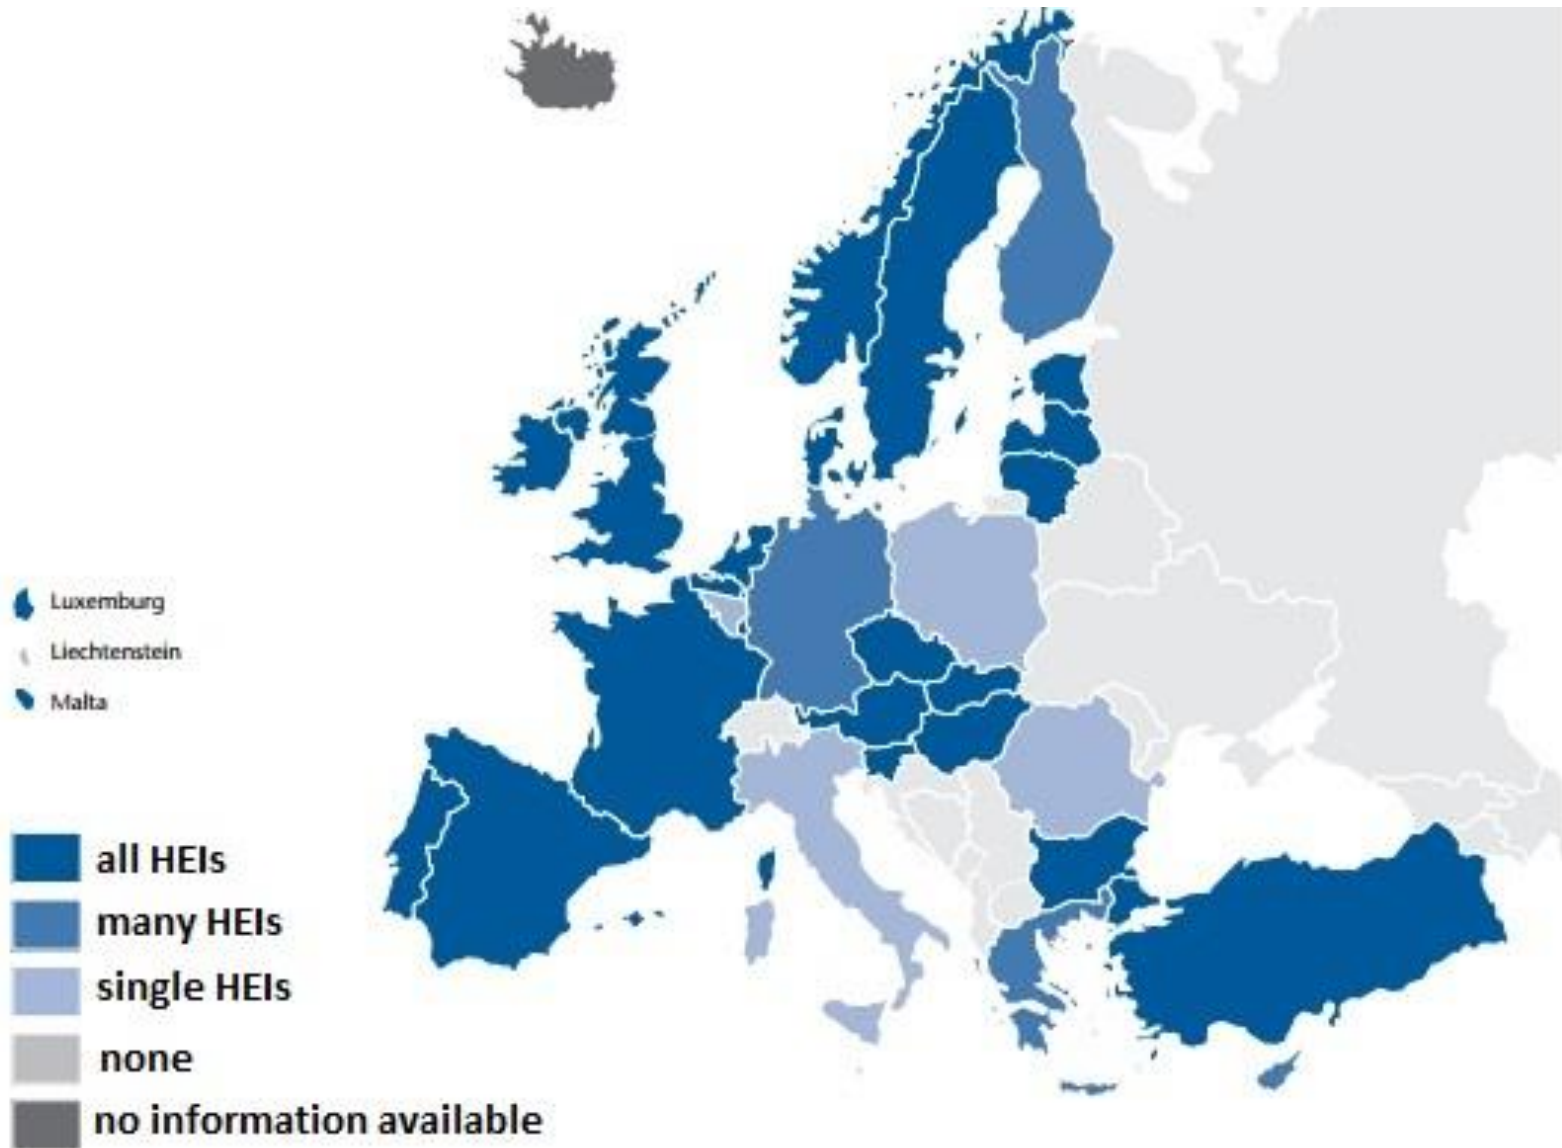 Luxemburg
Liechtenstein
Malta
all HEIs
many HEIs
single HEIs
none
no information available